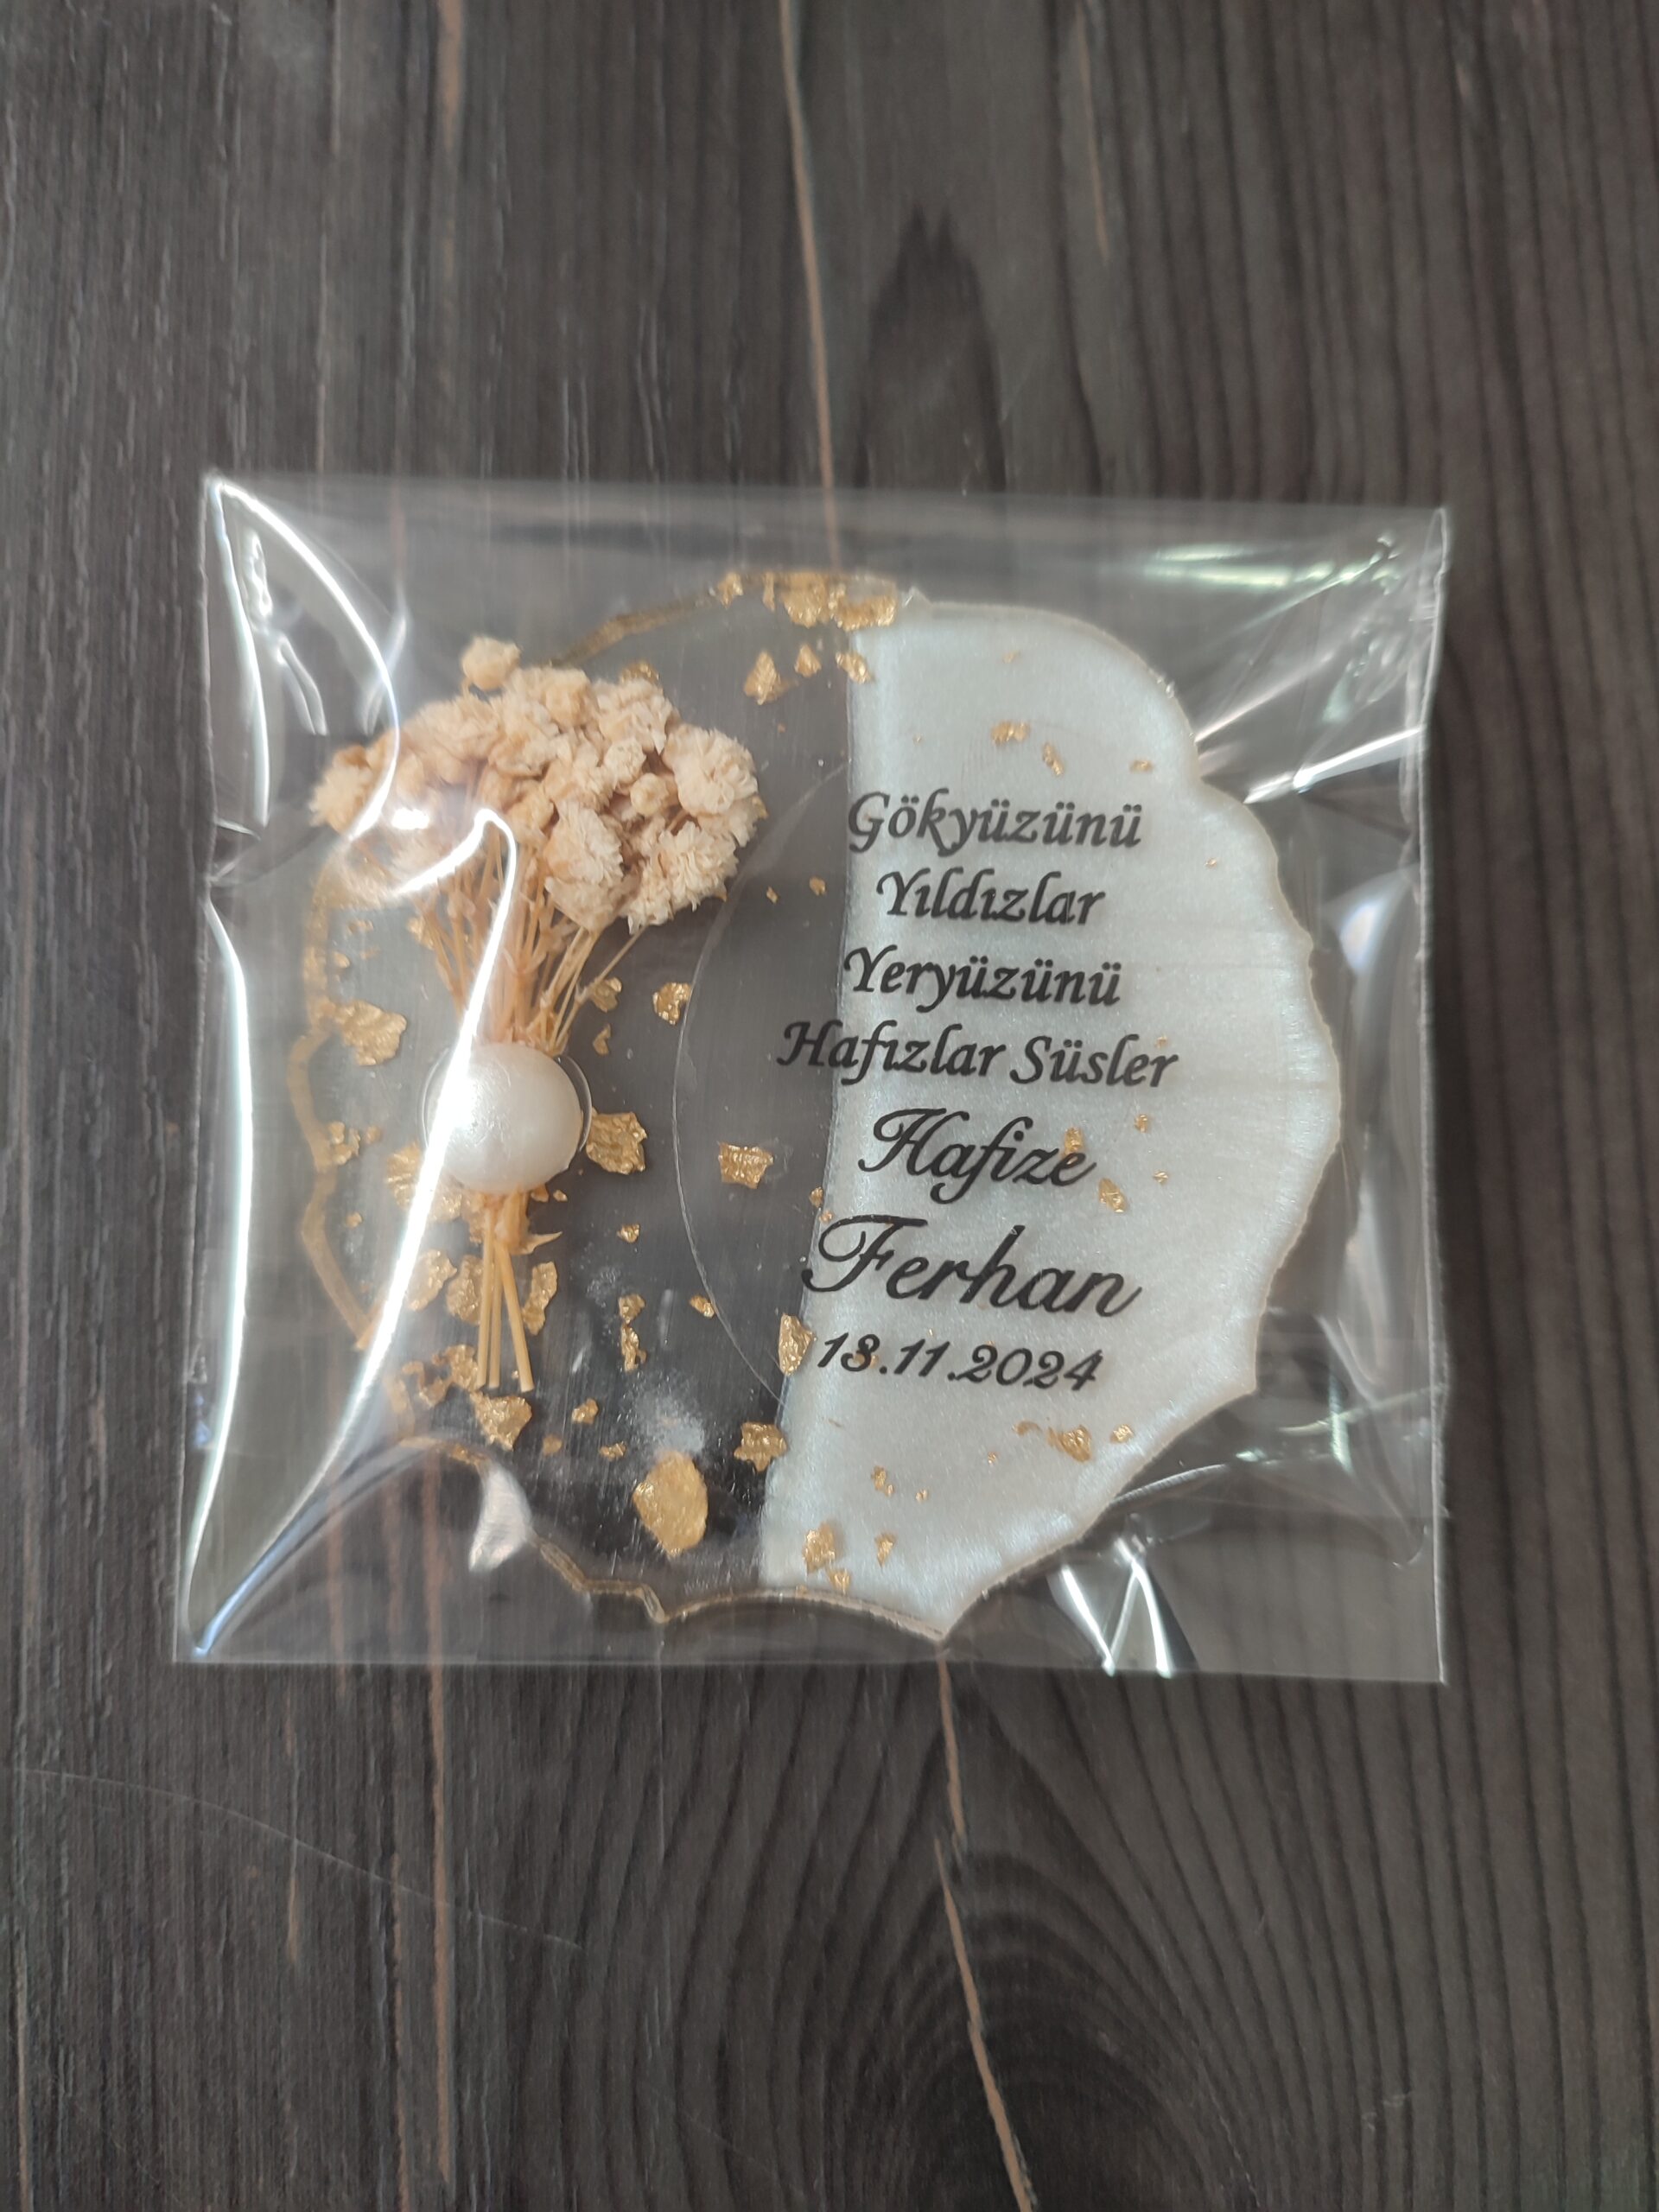 Gökyüzünü
Yıldızlar
Yeryüzünü
Hafızlar Süsler
Hafize
Ferhan
13.11.2024